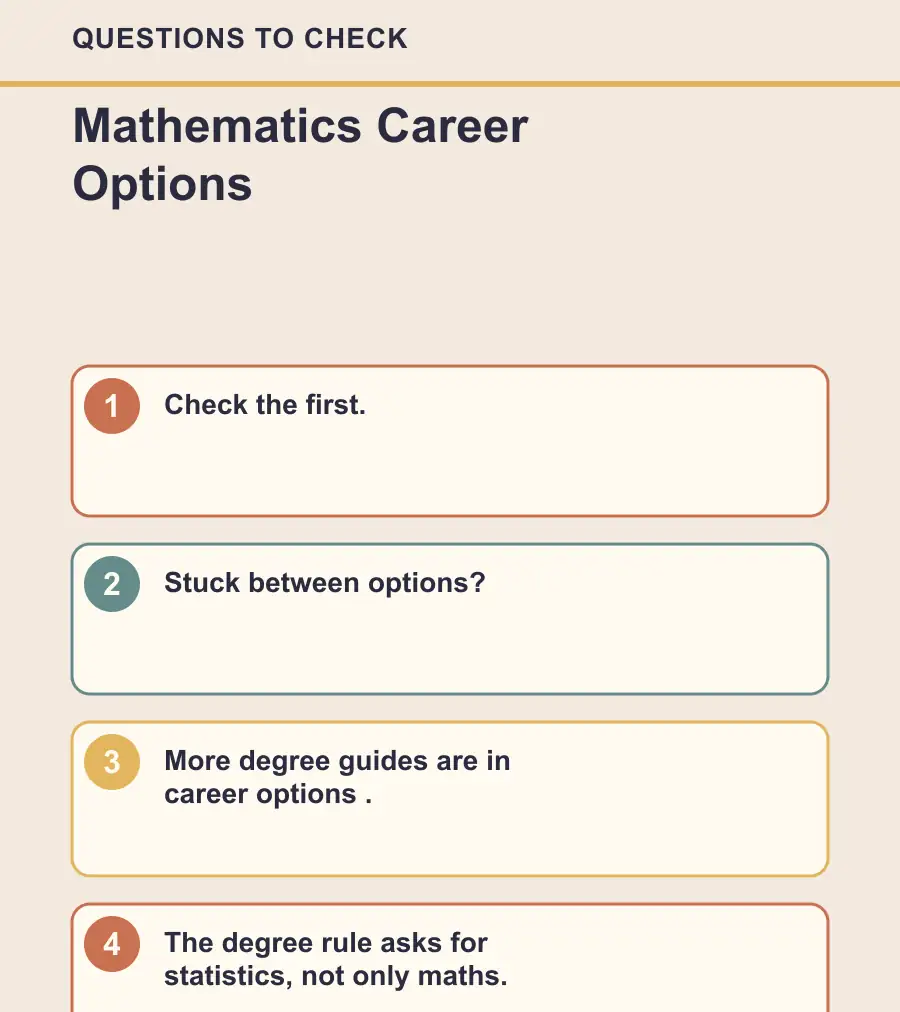 QUESTIONS TO CHECK
Mathematics Career
Options
1
Check the first.
2
Stuck between options?
3
More degree guides are in
career options .
4
The degree rule asks for
statistics, not only maths.